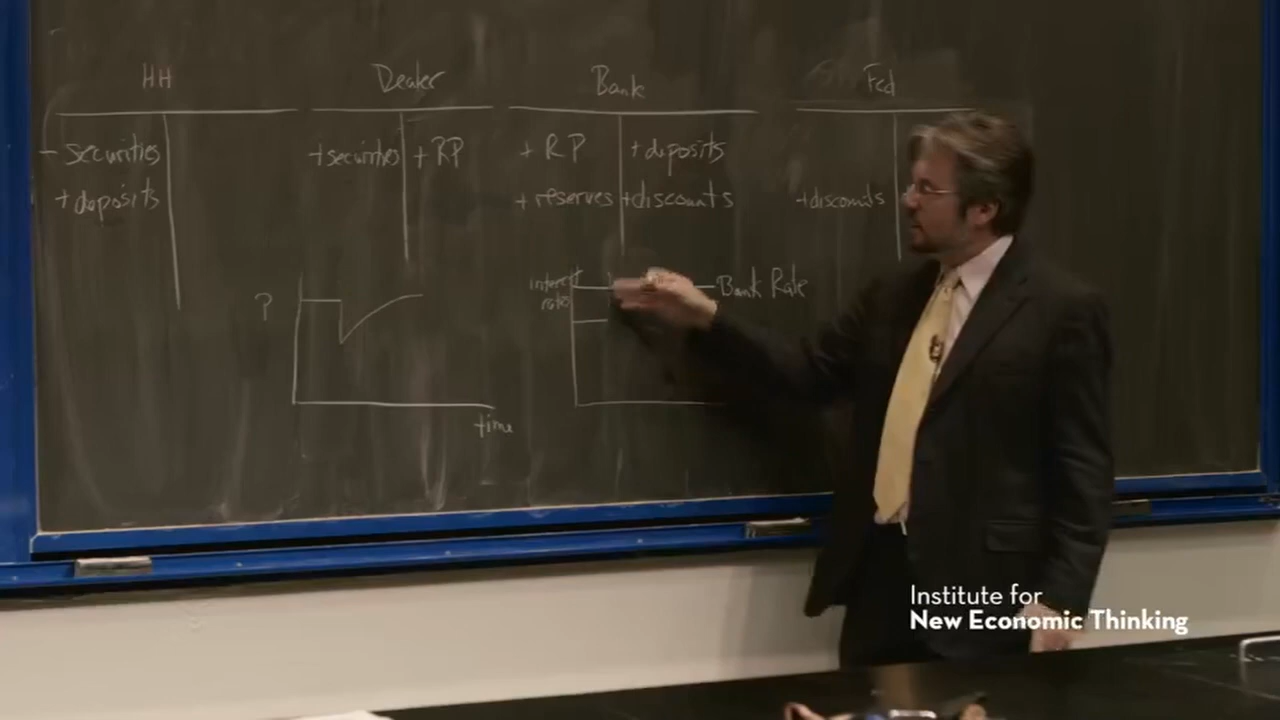 HH Dealer Bank Fed
- securities +securities +RP + RP +deposits
+deposits + reserves +discounts +discounts
interest rates Bank Rate
?
time
Institute for
New Economic Thinking